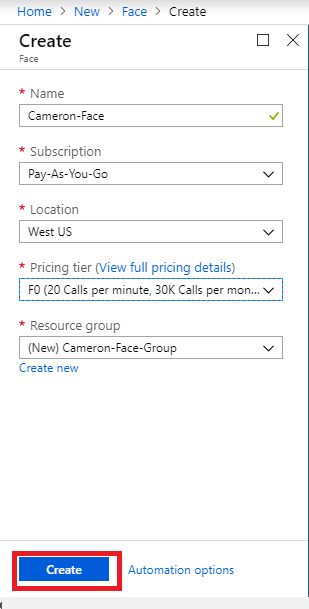 Home > New > Face > Create
Create
Face
* Name
Cameron-Face
* Subscription
Pay-As-You-Go
* Location
West US
* Pricing tier (View full pricing details)
F0 (20 Calls per minute, 30K Calls per mon...
* Resource group
(New) Cameron-Face-Group
Create new
Create Automation options